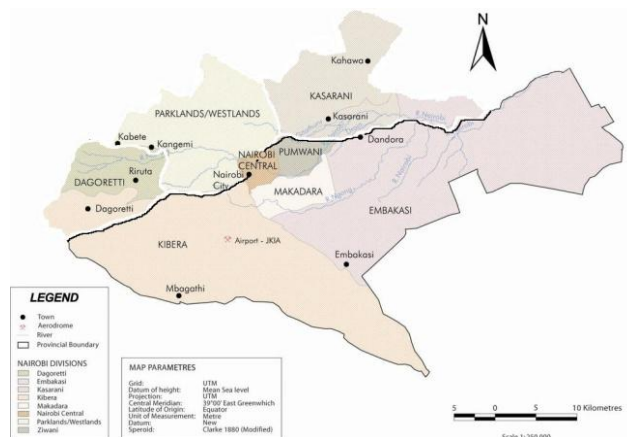 N
Kahawa
KASARANI
PARKLANDS/WESTLANDS
Kasarani
Kabete
Kangemi
Dandora
NAIROBI
CENTRAL
PUMWANI
Riruta
DAGORETTI
Nairobi
City
MAKADARA
Dagoretti
EMBAKASI
KIBERA
Airport - JKIA
Embakasi
Mbagathi
LEGEND
Town
Aerodrome
River
Provincial Boundary
NAIROBI DIVISIONS
Dagoretti
Embakasi
Kasarani
Kibera
Makadara
Nairobi Central
Parklands/Westlands
Ziwani
MAP PARAMETRES
Grid: UTM
Datum of height: Mean Sea level
Projection: UTM
Central Meridian: 39°00' East Greenwhich
Latitude of Origin: Equator
Unit of Measurement: Metre
Datum: New
Speroid: Clarke 1880 (Modified)
5 0 5 10 Kilometres
Scale 1: 250 000